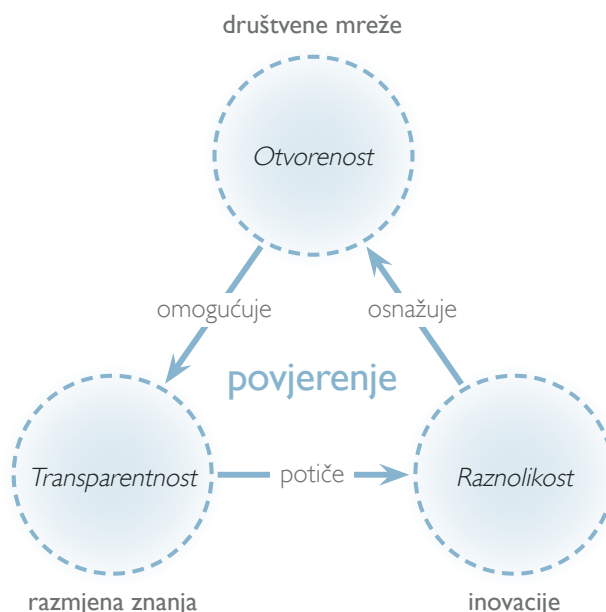 društvene mreže
Otvorenost
omogućuje
osnažuje
povjerenje
Transparentnost
potiče
Raznolikost
razmjena znanja
inovacije